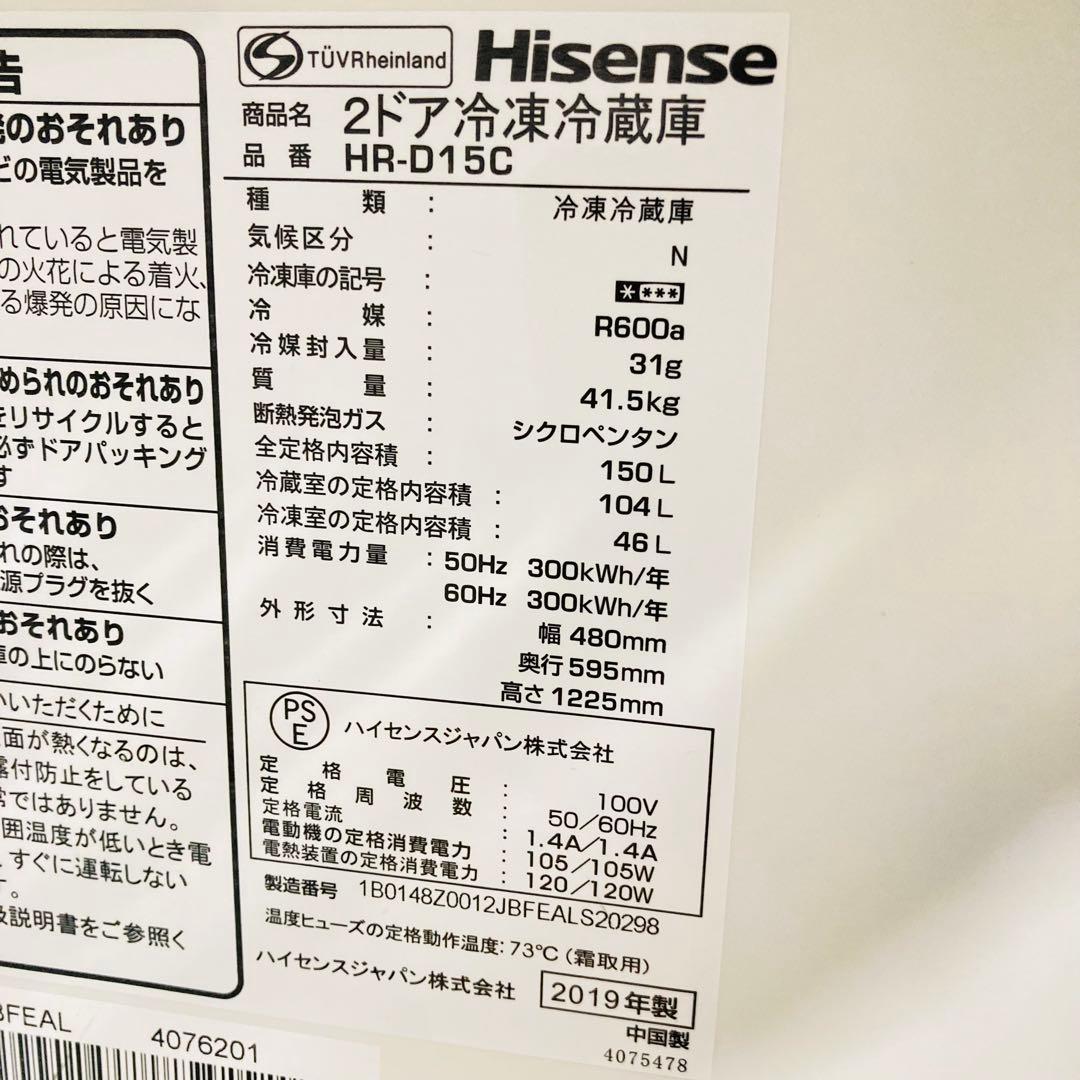 告
発のおそれあり
どの電気製品を
れていると電気製
の火花による着火、
る爆発の原因にな
められのおそれあり
をリサイクルすると
必ずドアパッキング
す
おそれあり
れの際は、
源プラグを抜く
おそれあり
庫の上にのらない
いいただくために
面が熱くなるのは、
露付防止をしている
常ではありません。
囲温度が低いとき電
、すぐに運転しない
す。
扱説明書をご参照く
TÜVRheinland
Hisense
商品名 2ドア冷凍冷蔵庫
品番 HR-D15C
種類 : 冷凍冷蔵庫
気候区分 : N
冷凍庫の記号 : ****
冷媒 : R600a
冷媒封入量 : 31g
質量 : 41.5kg
断熱発泡ガス : シクロペンタン
全定格内容積 : 150L
冷蔵室の定格内容積 : 104L
冷凍室の定格内容積 : 46L
消費電力量 : 50Hz 300kWh/年
60Hz 300kWh/年
外形寸法 : 幅 480mm
奥行 595mm
高さ 1225mm
PSE ハイセンスジャパン株式会社
定格電圧 : 100V
定格周波数 : 50/60Hz
定格電流 : 1.4A/1.4A
電動機の定格消費電力 : 105/105W
電熱装置の定格消費電力 : 120/120W
製造番号 1B0148Z0012JBFEALS20298
温度ヒューズの定格動作温度:73℃(霜取用)
ハイセンスジャパン株式会社 2019年製
中国製
4075478
BFEAL
4076201